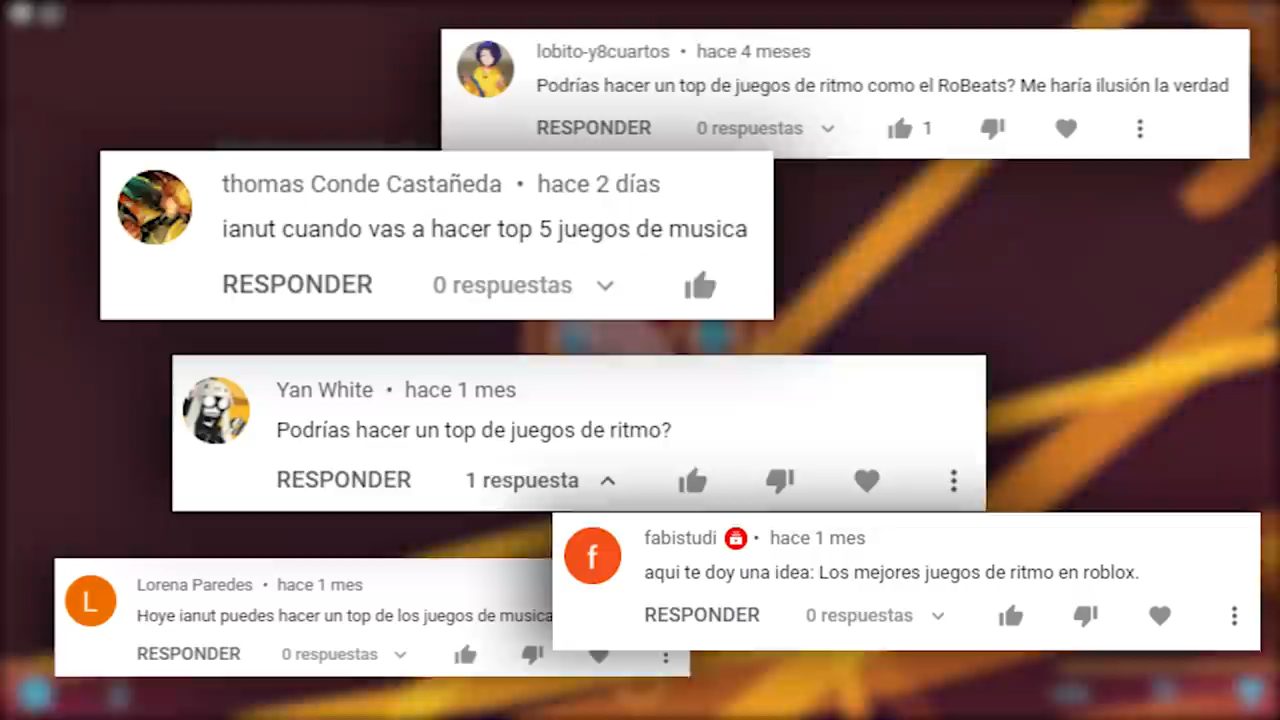 lobito-y8cuartos • hace 4 meses
Podrías hacer un top de juegos de ritmo como el RoBeats? Me haría ilusión la verdad
RESPONDER 0 respuestas 1
thomas Conde Castañeda • hace 2 días
ianut cuando vas a hacer top 5 juegos de musica
RESPONDER 0 respuestas
Yan White • hace 1 mes
Podrías hacer un top de juegos de ritmo?
RESPONDER 1 respuesta
f
fabistudi • hace 1 mes
aqui te doy una idea: Los mejores juegos de ritmo en roblox.
RESPONDER 0 respuestas
L
Lorena Paredes • hace 1 mes
Hoye ianut puedes hacer un top de los juegos de musica
RESPONDER 0 respuestas